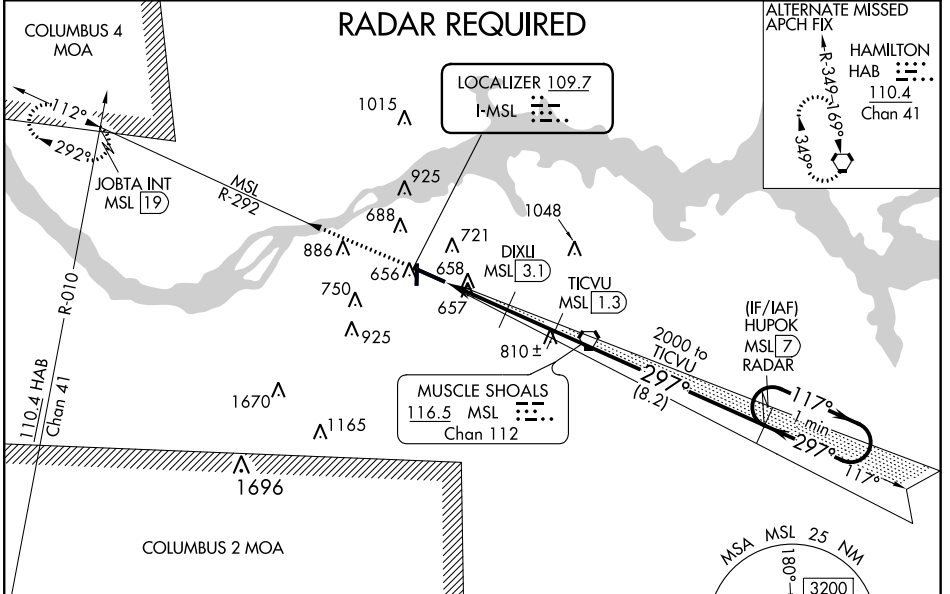 RADAR REQUIRED
COLUMBUS 4
MOA
ALTERNATE MISSED
APCH FIX
HAMILTON
HAB
110.4
Chan 41
R-349
169°
349°
LOCALIZER 109.7
I-MSL
1015
112°
292°
JOBTA INT
MSL 19
MSL
R-292
925
688
886
721
1048
656
658
657
DIXLI
MSL 3.1
TICVU
MSL 1.3
750
925
810 ±
(IF/IAF)
HUPOK
MSL 7
RADAR
2000 to
TICVU
297°
(8.2)
117°
1 min
297°
117°
R-010
110.4 HAB
Chan 41
MUSCLE SHOALS
116.5 MSL
Chan 112
1670
1165
1696
COLUMBUS 2 MOA
MSA MSL 25 NM
180°
3200